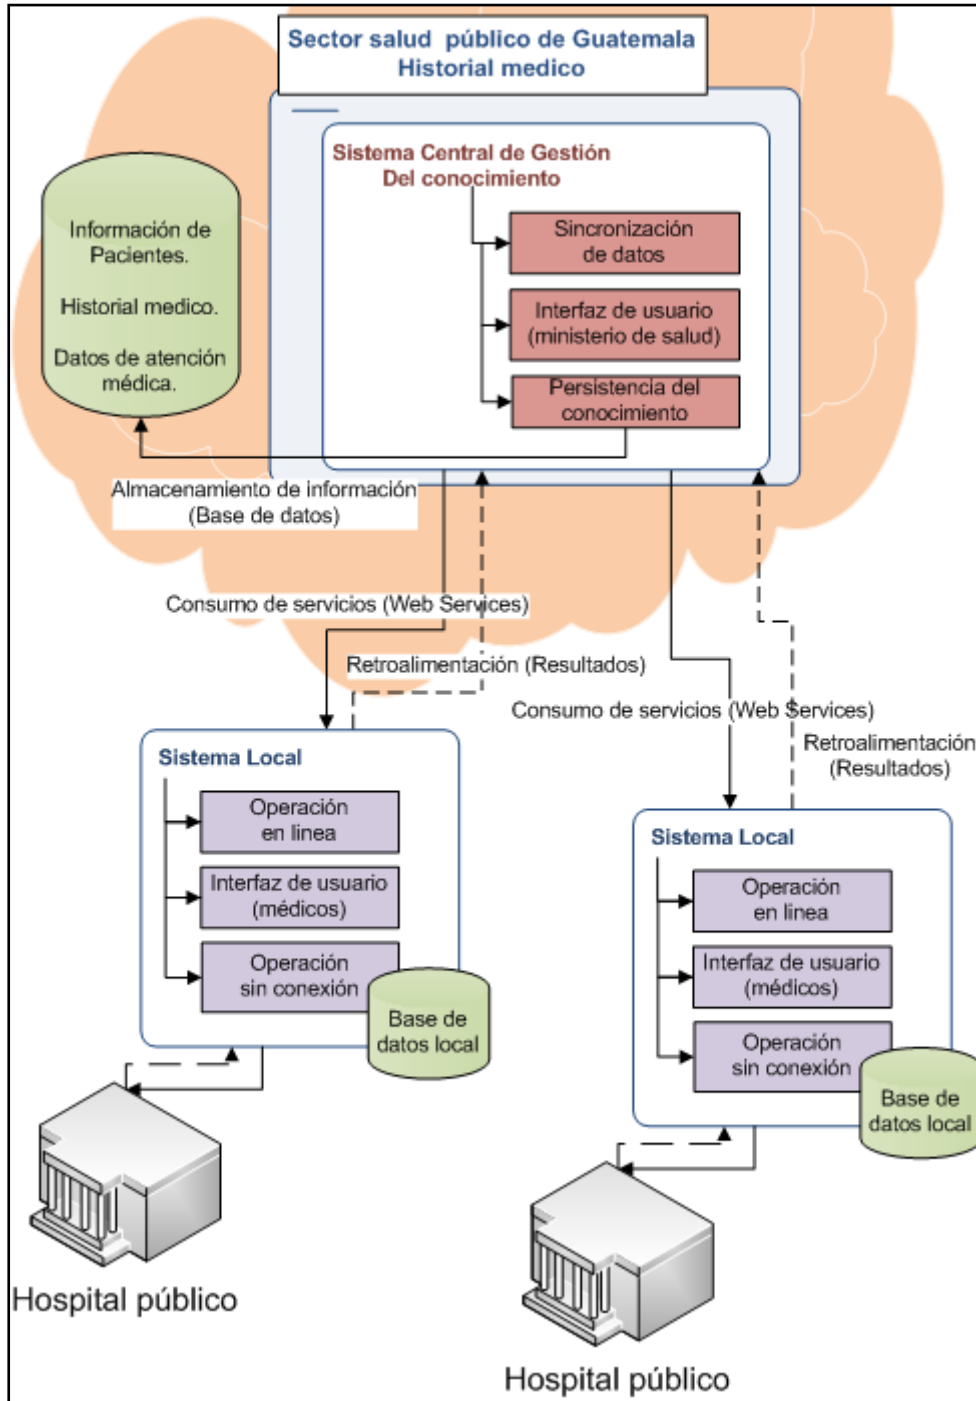 Sector salud público de Guatemala
Historial medico
Sistema Central de Gestión
Del conocimiento
Sincronización
de datos
Interfaz de usuario
(ministerio de salud)
Persistencia del
conocimiento
Información de
Pacientes.
Historial medico.
Datos de atención
médica.
Almacenamiento de información
(Base de datos)
Consumo de servicios (Web Services)
Retroalimentación (Resultados)
Consumo de servicios (Web Services)
Retroalimentación
(Resultados)
Sistema Local
Operación
en linea
Interfaz de usuario
(médicos)
Operación
sin conexión
Base de
datos local
Hospital público
Sistema Local
Operación
en linea
Interfaz de usuario
(médicos)
Operación
sin conexión
Base de
datos local
Hospital público